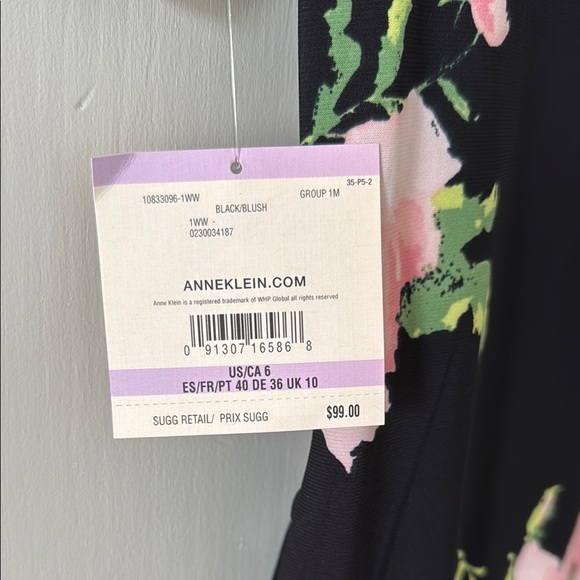 35-P5-2
10833096-1WW GROUP 1M
BLACK/BLUSH
1WW -
0230034187
ANNEKLEIN.COM
Anne Klein is a registered trademark of WHP Global all rights reserved
0 91307 16586 8
US/CA 6
ES/FR/PT 40 DE 36 UK 10
SUGG RETAIL/ PRIX SUGG $99.00